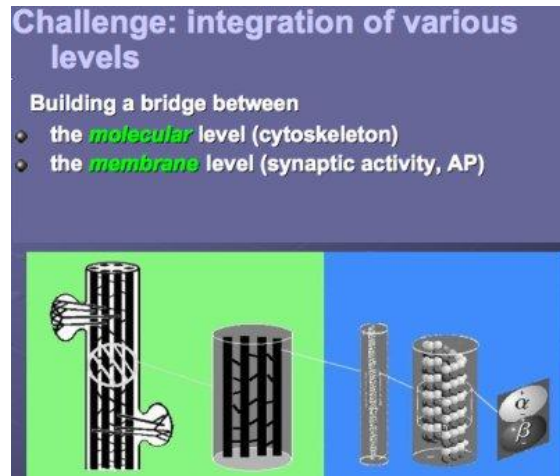 Challenge: integration of various
levels
Building a bridge between
the molecular level (cytoskeleton)
the membrane level (synaptic activity, AP)
α
β